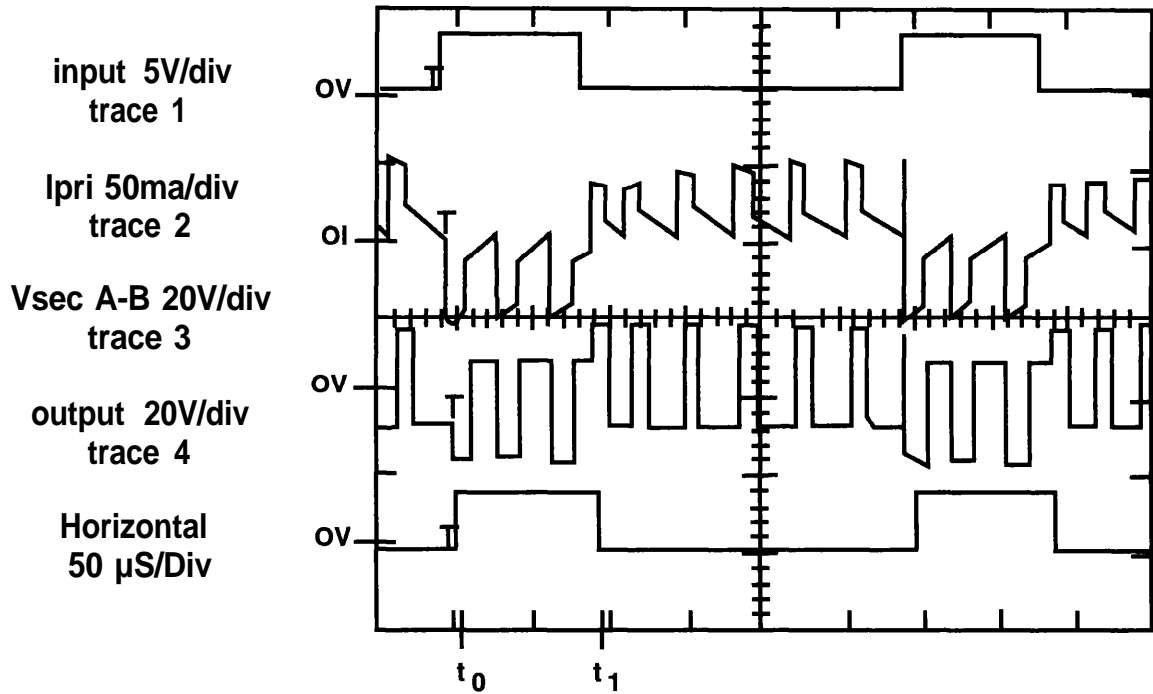 input 5V/div
trace 1
OV
Ipri 50ma/div
trace 2
OI
Vsec A-B 20V/div
trace 3
OV
output 20V/div
trace 4
Horizontal
50 µS/Div
OV
t0
t1